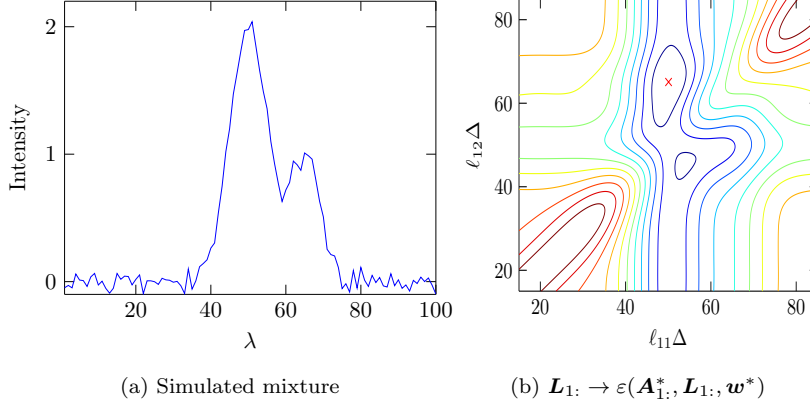 2
1
0
Intensity
20
40
60
80
100
λ
(a) Simulated mixture
80
60
40
20
ℓ₁₂Δ
20
40
60
80
ℓ₁₁Δ
(b) L₁: → ε(A*₁:, L₁:, w*)